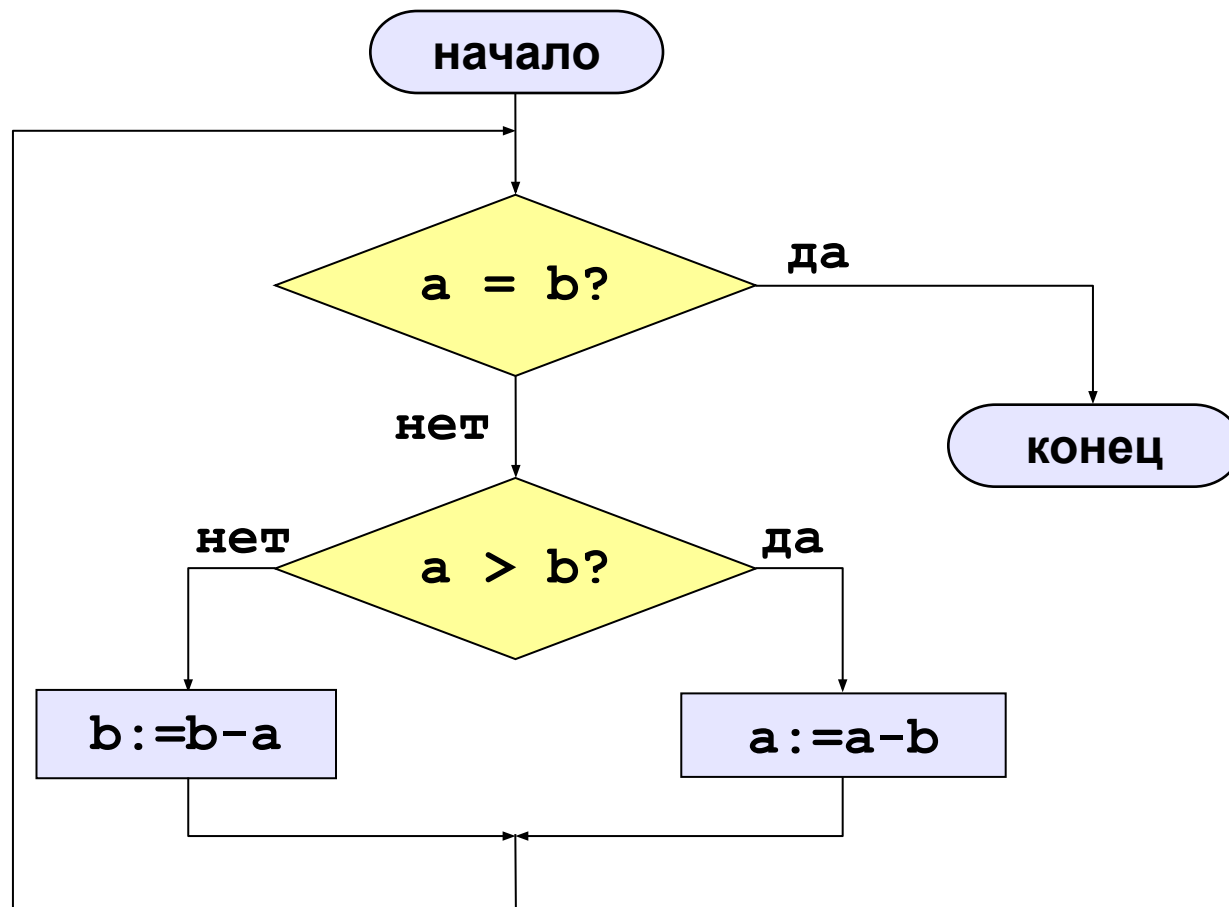 начало
a = b?
да
нет
конец
нет
a > b?
да
b:=b-a
a:=a-b